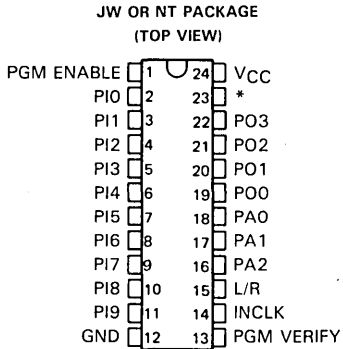 JW OR NT PACKAGE
(TOP VIEW)
PGM ENABLE 1 24 VCC
PI0 2 23 *
PI1 3 22 PO3
PI2 4 21 PO2
PI3 5 20 PO1
PI4 6 19 PO0
PI5 7 18 PA0
PI6 8 17 PA1
PI7 9 16 PA2
PI8 10 15 L/R
PI9 11 14 INCLK
GND 12 13 PGM VERIFY